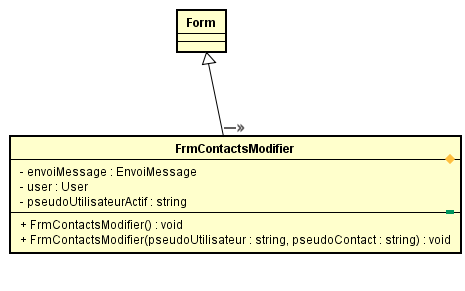 Form
FrmContactsModifier
- envoiMessage : EnvoiMessage
- user : User
- pseudoUtilisateurActif : string
+ FrmContactsModifier() : void
+ FrmContactsModifier(pseudoUtilisateur : string, pseudoContact : string) : void